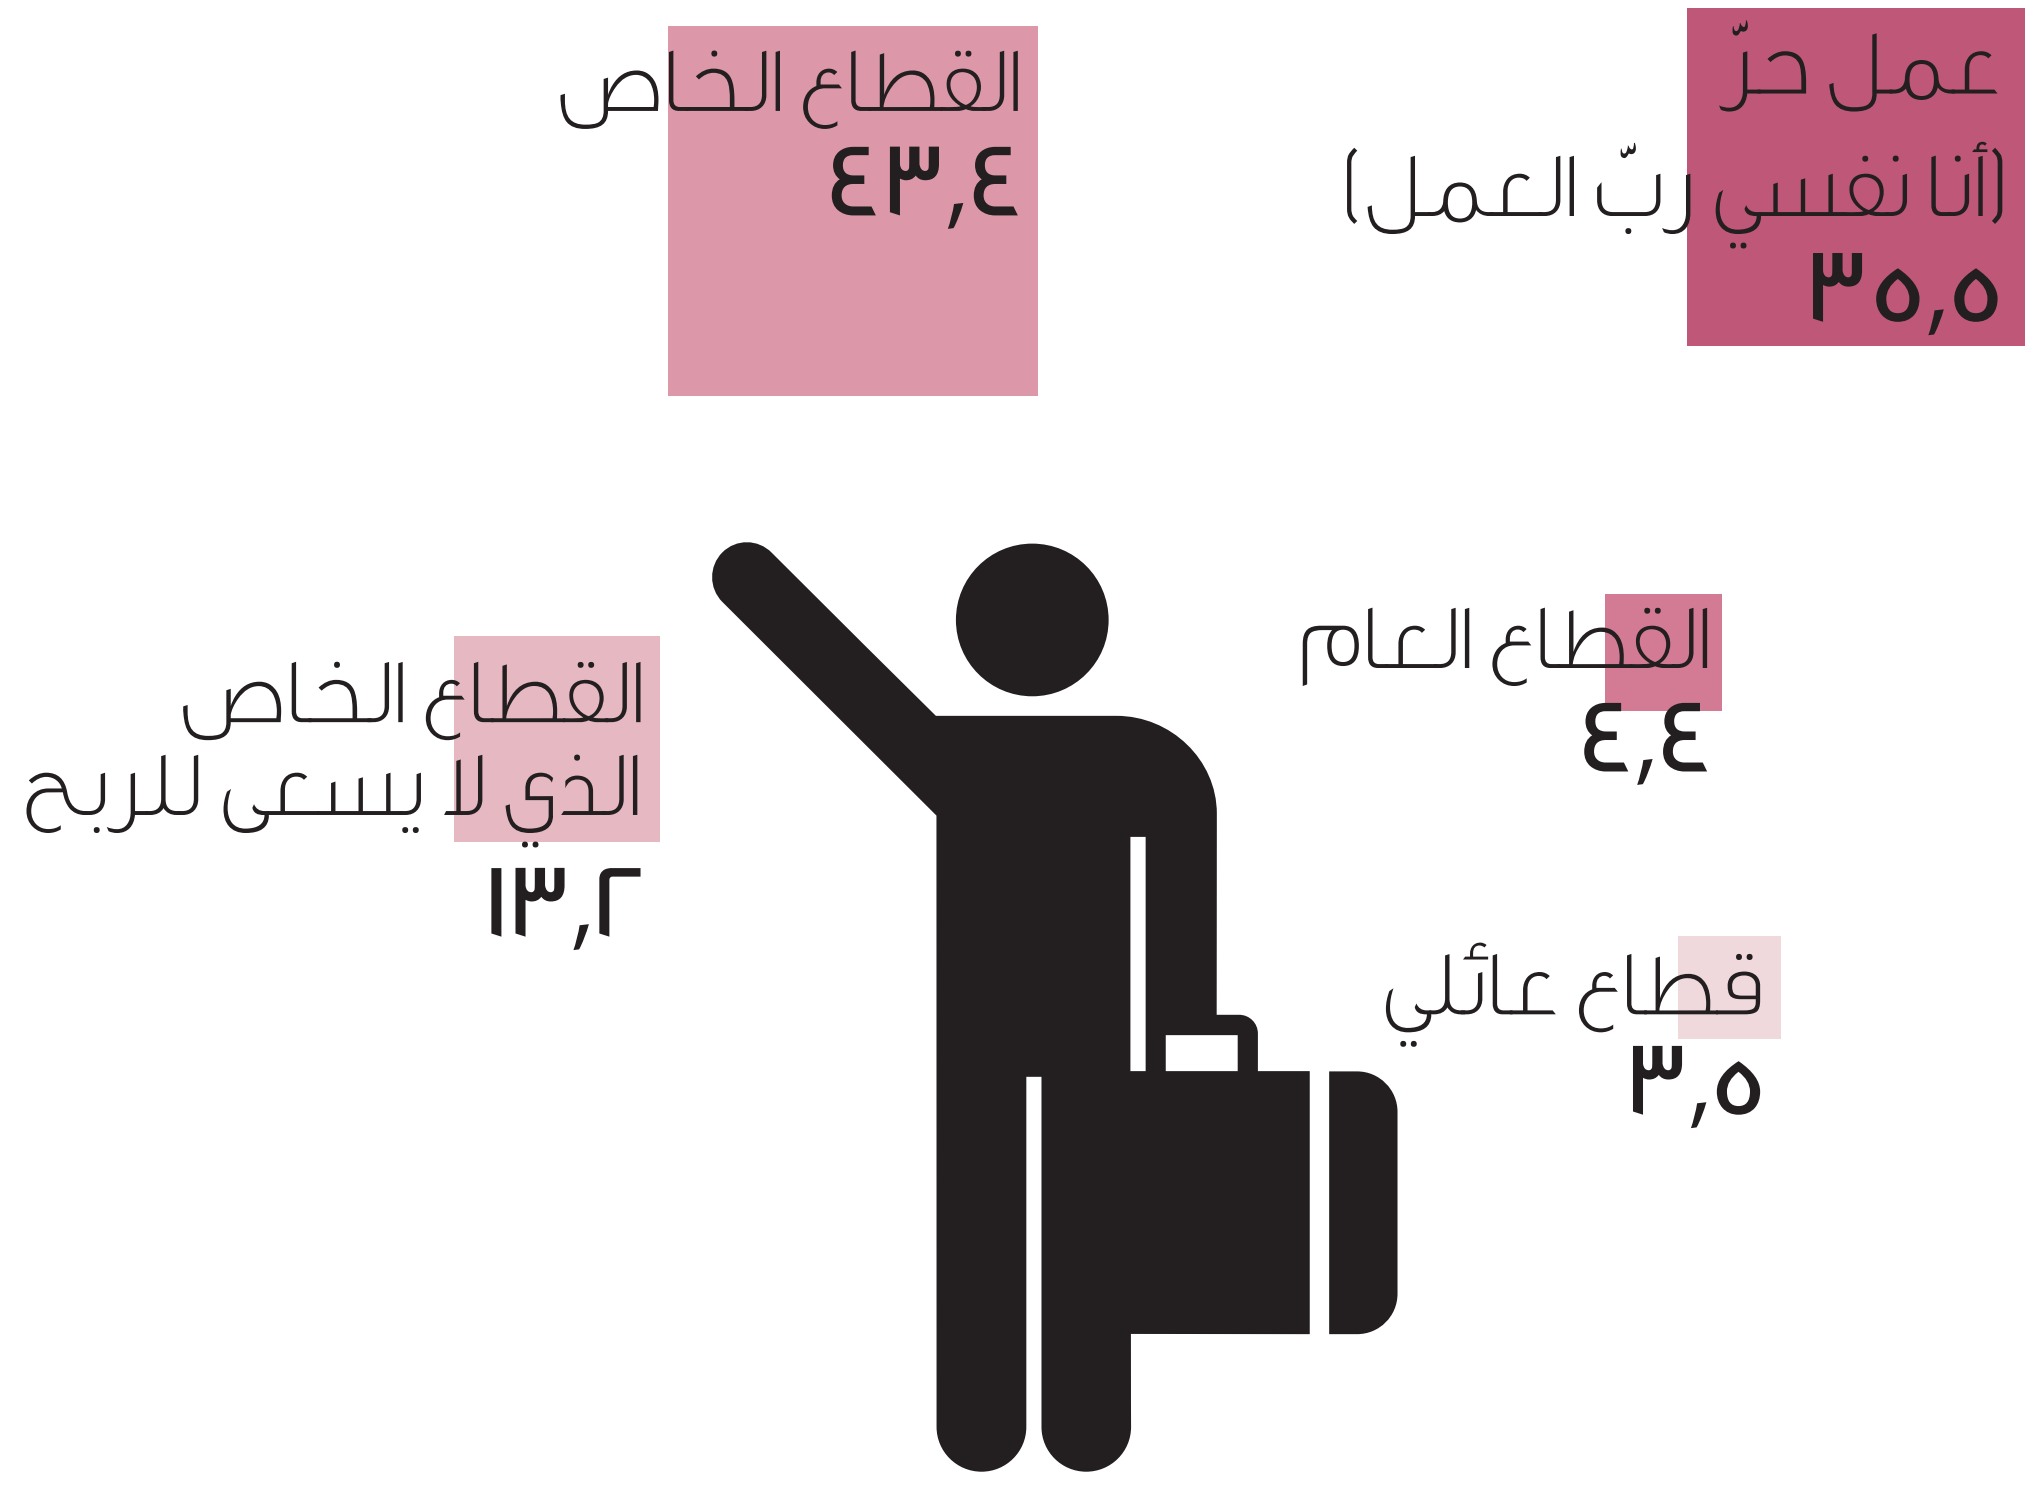 عمل حرّ
(أنا نفسي ربّ العمل)
٣٥,٥
القطاع الخاص
٤٣,٤
القطاع العام
٤,٤
القطاع الخاص
الذي لا يسعى للربح
١٣,٢
قطاع عائلي
٣,٥